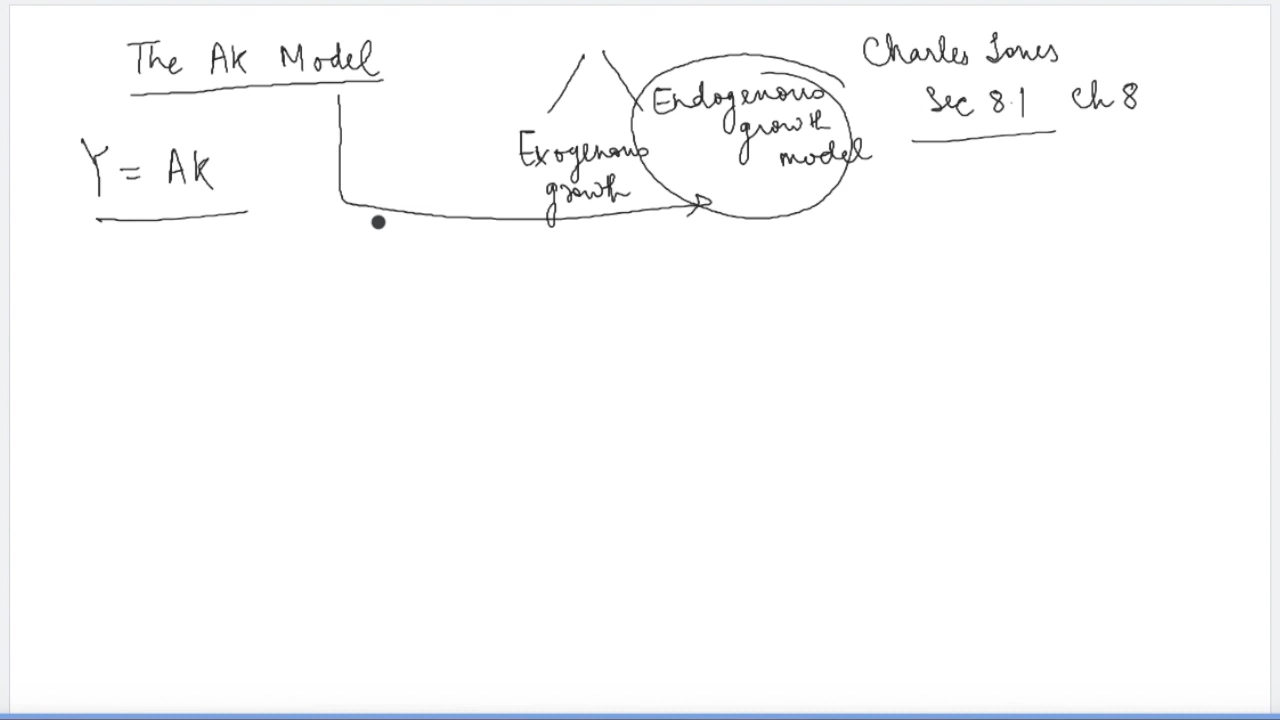 The AK Model
Y = AK
Exogenous
growth
Endogenous
growth
model
Charles Jones
Sec 8.1 Ch 8